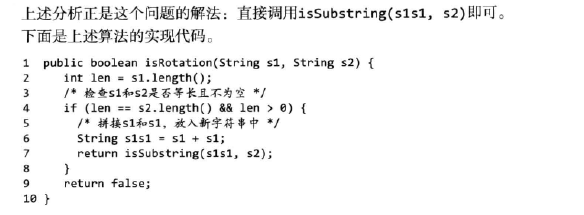 上述分析正是这个问题的解法：直接调用isSubstring(s1s1, s2)即可。
下面是上述算法的实现代码。
1 public boolean isRotation(String s1, String s2) {
2 int len = s1.length();
3 /* 检查s1和s2是否等长且不为空 */
4 if (len == s2.length() && len > 0) {
5 /* 拼接s1和s1，放入新字符串中 */
6 String s1s1 = s1 + s1;
7 return isSubstring(s1s1, s2);
8 }
9 return false;
10 }